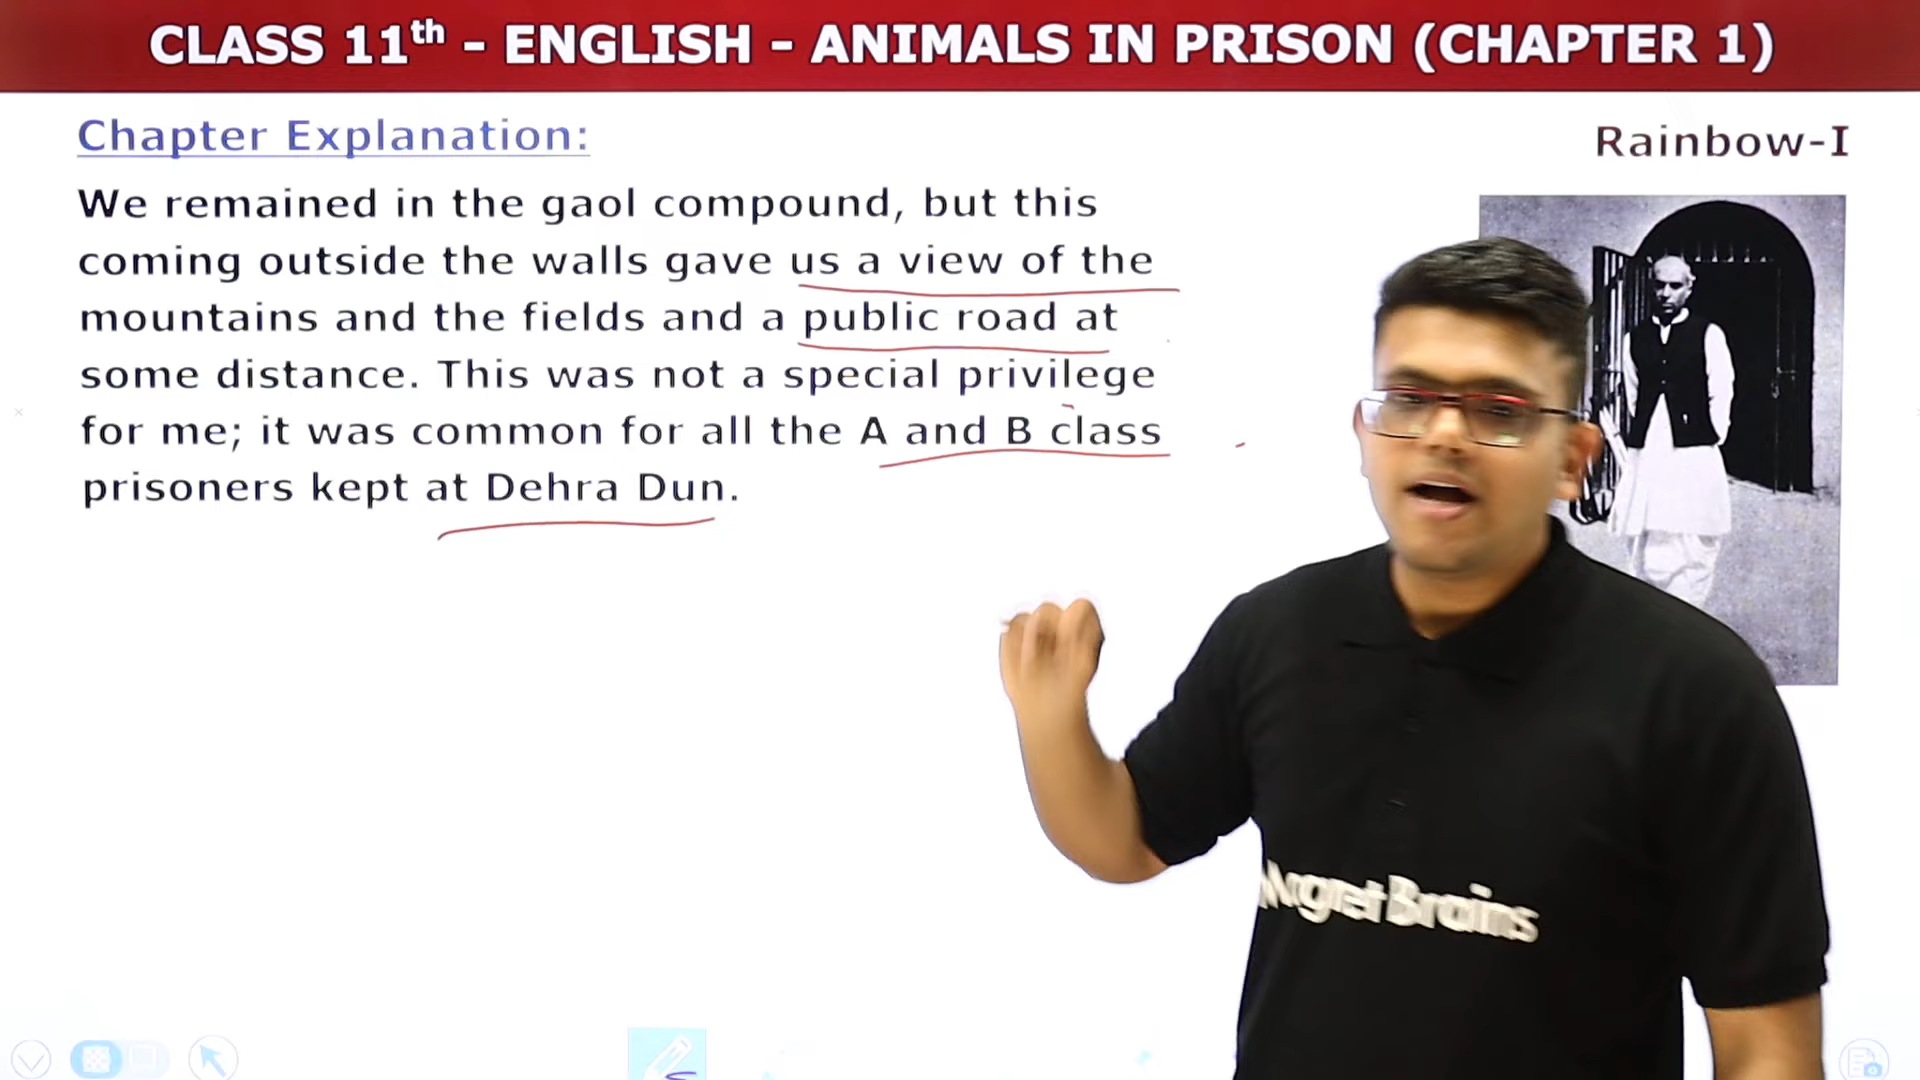 CLASS 11th - ENGLISH - ANIMALS IN PRISON (CHAPTER 1)
Chapter Explanation:
Rainbow-I
We remained in the gaol compound, but this
coming outside the walls gave us a view of the
mountains and the fields and a public road at
some distance. This was not a special privilege
for me; it was common for all the A and B class
prisoners kept at Dehra Dun.
Magnet Brains